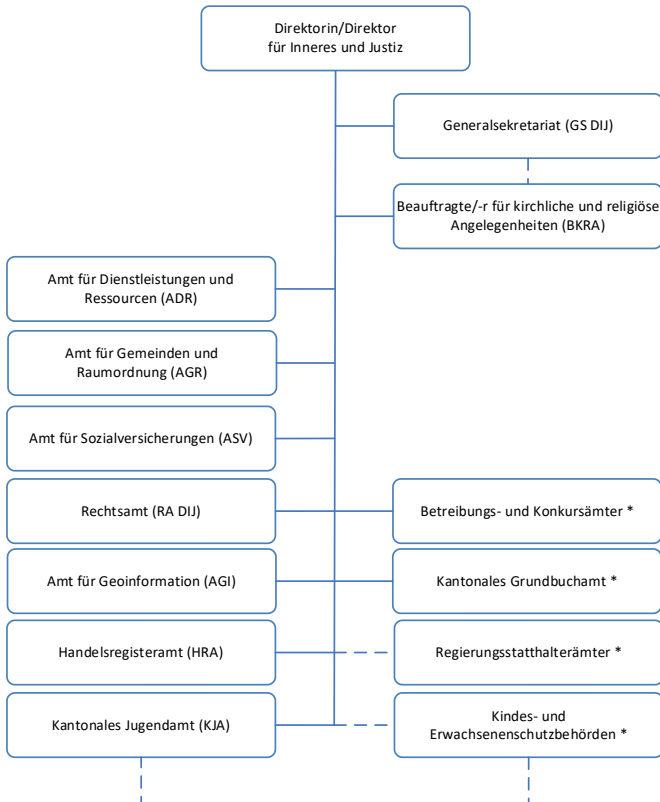 Direktorin/Direktor
für Inneres und Justiz
Generalsekretariat (GS DIJ)
Beauftragte/-r für kirchliche und religiöse
Angelegenheiten (BKRA)
Amt für Dienstleistungen und
Ressourcen (ADR)
Amt für Gemeinden und
Raumordnung (AGR)
Amt für Sozialversicherungen (ASV)
Rechtsamt (RA DIJ)
Betreibungs- und Konkursämter *
Amt für Geoinformation (AGI)
Kantonales Grundbuchamt *
Handelsregisteramt (HRA)
Regierungsstatthalterämter *
Kantonales Jugendamt (KJA)
Kindes- und
Erwachsenenschutzbehörden *